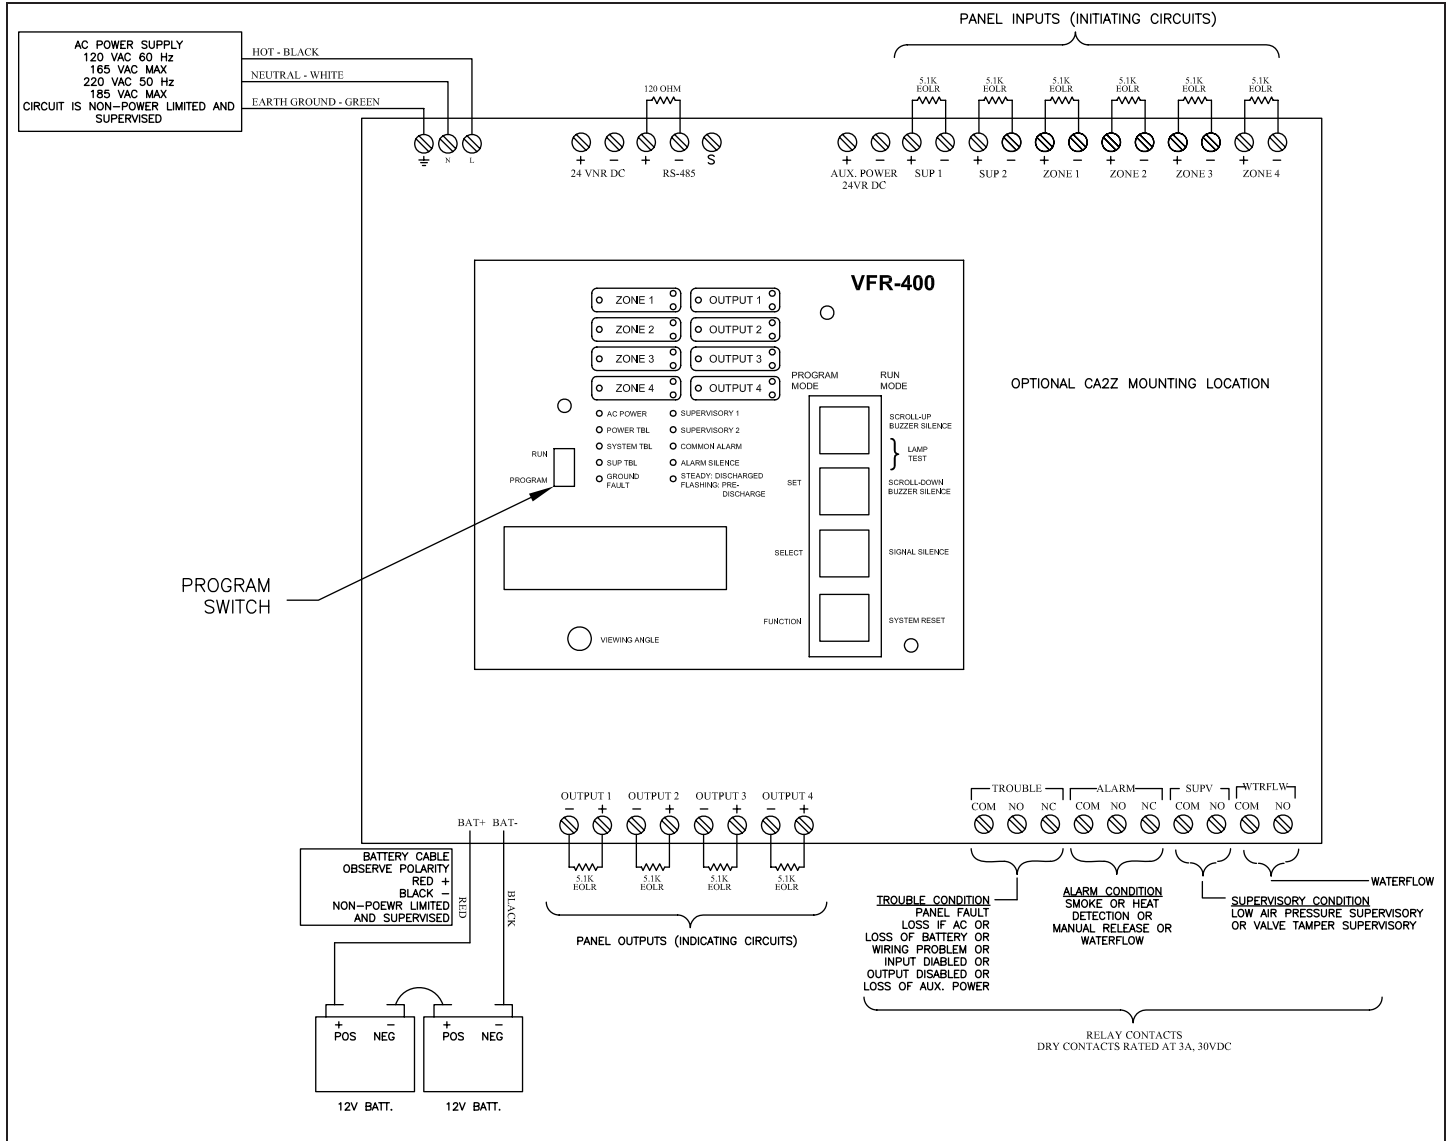 PANEL INPUTS (INITIATING CIRCUITS)
AC POWER SUPPLY
120 VAC 60 Hz
165 VAC MAX
220 VAC 50 Hz
185 VAC MAX
CIRCUIT IS NON-POWER LIMITED AND
SUPERVISED
HOT - BLACK
NEUTRAL - WHITE
EARTH GROUND - GREEN
120 OHM
5.1K
EOLR
5.1K
EOLR
5.1K
EOLR
5.1K
EOLR
5.1K
EOLR
5.1K
EOLR
N
L
+
-
24 VNR DC
+
-
RS-485
S
+
-
AUX. POWER
24VR DC
+
-
SUP 1
+
-
SUP 2
+
-
ZONE 1
+
-
ZONE 2
+
-
ZONE 3
+
-
ZONE 4
VFR-400
ZONE 1
OUTPUT 1
ZONE 2
OUTPUT 2
ZONE 3
OUTPUT 3
ZONE 4
OUTPUT 4
AC POWER
POWER TBL
SYSTEM TBL
SUP TBL
GROUND
FAULT
SUPERVISORY 1
SUPERVISORY 2
COMMON ALARM
ALARM SILENCE
STEADY: DISCHARGED
FLASHING: PRE-
DISCHARGE
RUN
PROGRAM
PROGRAM
SWITCH
VIEWING ANGLE
PROGRAM
MODE
RUN
MODE
SCROLL-UP
BUZZER SILENCE
LAMP
TEST
SET
SCROLL-DOWN
BUZZER SILENCE
SELECT
SIGNAL SILENCE
FUNCTION
SYSTEM RESET
OPTIONAL CA2Z MOUNTING LOCATION
BAT+
BAT-
OUTPUT 1
-
+
OUTPUT 2
-
+
OUTPUT 3
-
+
OUTPUT 4
-
+
5.1K
EOLR
5.1K
EOLR
5.1K
EOLR
5.1K
EOLR
PANEL OUTPUTS (INDICATING CIRCUITS)
TROUBLE
COM
NO
NC
ALARM
COM
NO
NC
SUPV
COM
NO
WTRFLW
COM
NO
BATTERY CABLE
OBSERVE POLARITY
RED +
BLACK -
NON-POEWR LIMITED
AND SUPERVISED
RED
BLACK
+
POS
-
NEG
+
POS
-
NEG
12V BATT.
12V BATT.
TROUBLE CONDITION
PANEL FAULT
LOSS IF AC OR
LOSS OF BATTERY OR
WIRING PROBLEM OR
INPUT DIABLED OR
OUTPUT DISABLED OR
LOSS OF AUX. POWER
ALARM CONDITION
SMOKE OR HEAT
DETECTION OR
MANUAL RELEASE OR
WATERFLOW
SUPERVISORY CONDITION
LOW AIR PRESSURE SUPERVISORY
OR VALVE TAMPER SUPERVISORY
WATERFLOW
RELAY CONTACTS
DRY CONTACTS RATED AT 3A, 30VDC